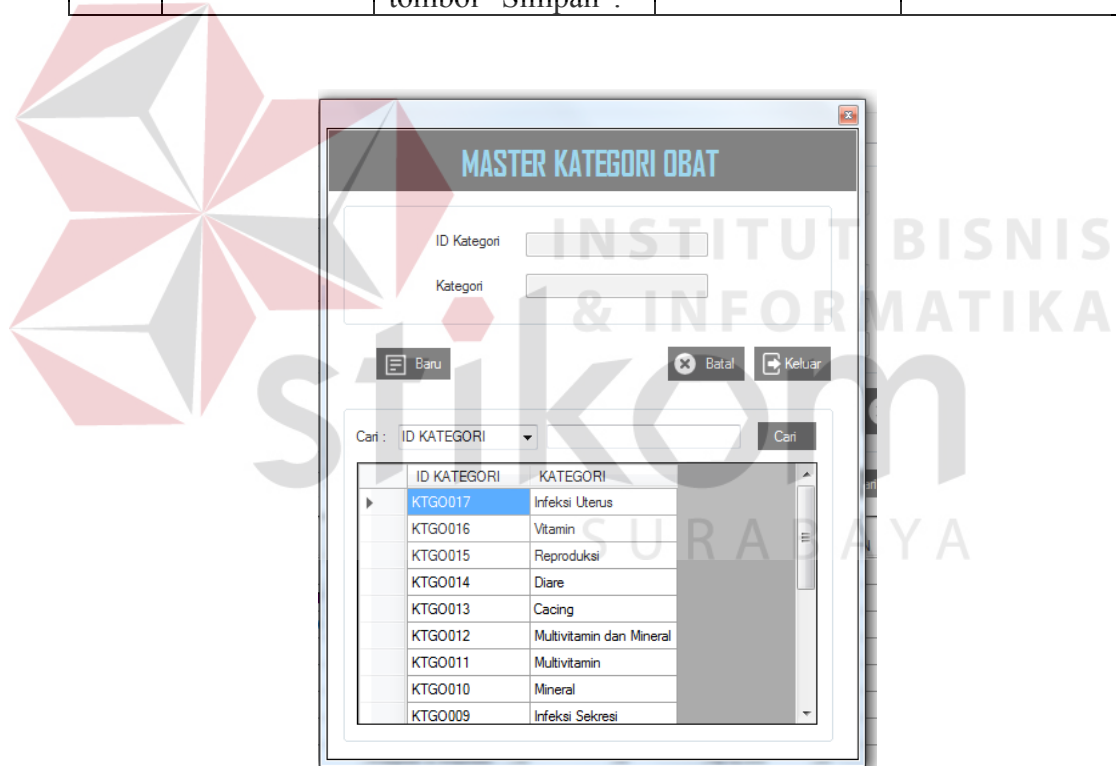 tombol "Simpan".
MASTER KATEGORI OBAT
ID Kategori
Kategori
Baru
Batal
Keluar
Cari :
ID KATEGORI
Cari
ID KATEGORI KATEGORI
KTGO017 Infeksi Uterus
KTGO016 Vitamin
KTGO015 Reproduksi
KTGO014 Diare
KTGO013 Cacing
KTGO012 Multivitamin dan Mineral
KTGO011 Multivitamin
KTGO010 Mineral
KTGO009 Infeksi Sekresi
INSTITUT BISNIS
& INFORMATIKA
stikom
SURABAYA